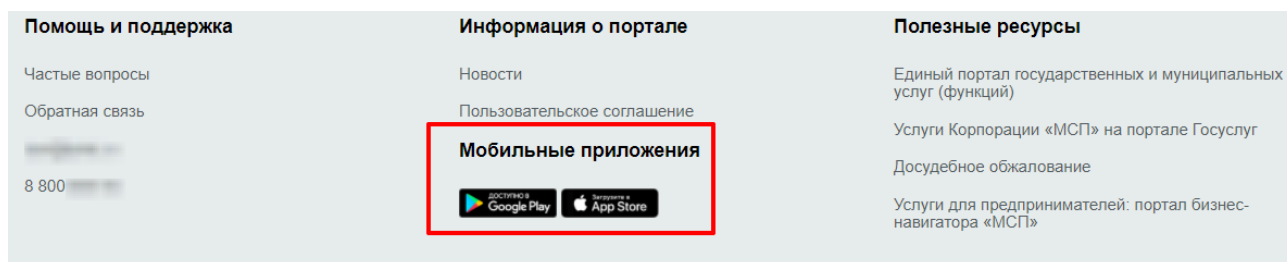 Помощь и поддержка
Частые вопросы
Обратная связь
8 800
Информация о портале
Новости
Пользовательское соглашение
Мобильные приложения
ДОСТУПНО В
Google Play
Загрузите в
App Store
Полезные ресурсы
Единый портал государственных и муниципальных
услуг (функций)
Услуги Корпорации «МСП» на портале Госуслуг
Досудебное обжалование
Услуги для предпринимателей: портал бизнес-
навигатора «МСП»